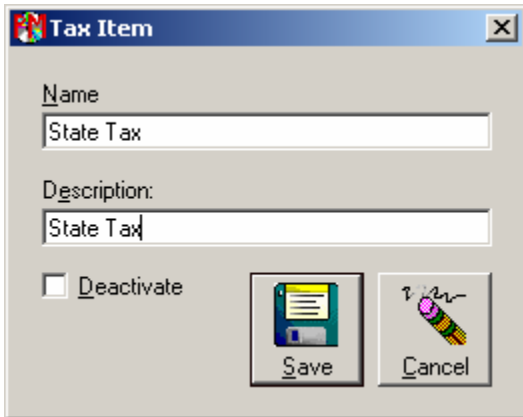 Tax Item
Name
State Tax
Description:
State Tax
Deactivate
Save
Cancel